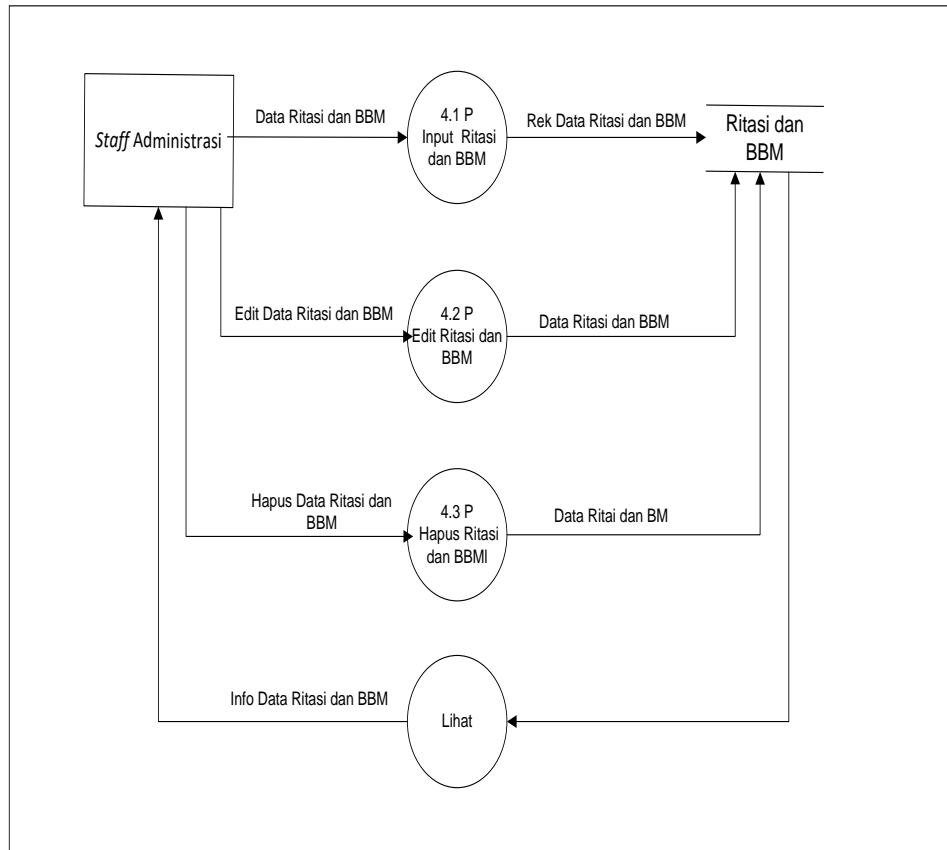 Staff Administrasi
Data Ritasi dan BBM
4.1 P
Input Ritasi
dan BBM
Rek Data Ritasi dan BBM
Ritasi dan
BBM
Edit Data Ritasi dan BBM
4.2 P
Edit Ritasi dan
BBM
Data Ritasi dan BBM
Hapus Data Ritasi dan
BBM
4.3 P
Hapus Ritasi
dan BBMI
Data Ritai dan BM
Info Data Ritasi dan BBM
Lihat